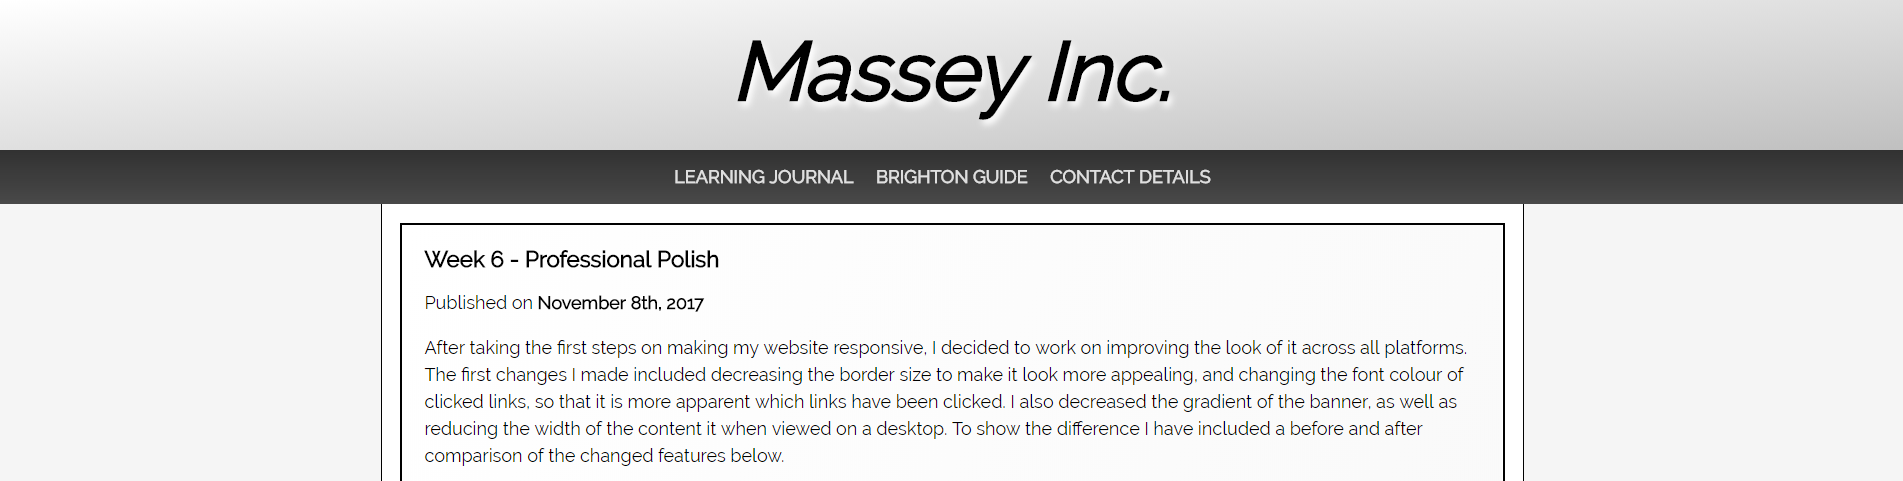 Massey Inc.
LEARNING JOURNAL BRIGHTON GUIDE CONTACT DETAILS
Week 6 - Professional Polish
Published on November 8th, 2017
After taking the first steps on making my website responsive, I decided to work on improving the look of it across all platforms.
The first changes I made included decreasing the border size to make it look more appealing, and changing the font colour of
clicked links, so that it is more apparent which links have been clicked. I also decreased the gradient of the banner, as well as
reducing the width of the content it when viewed on a desktop. To show the difference I have included a before and after
comparison of the changed features below.